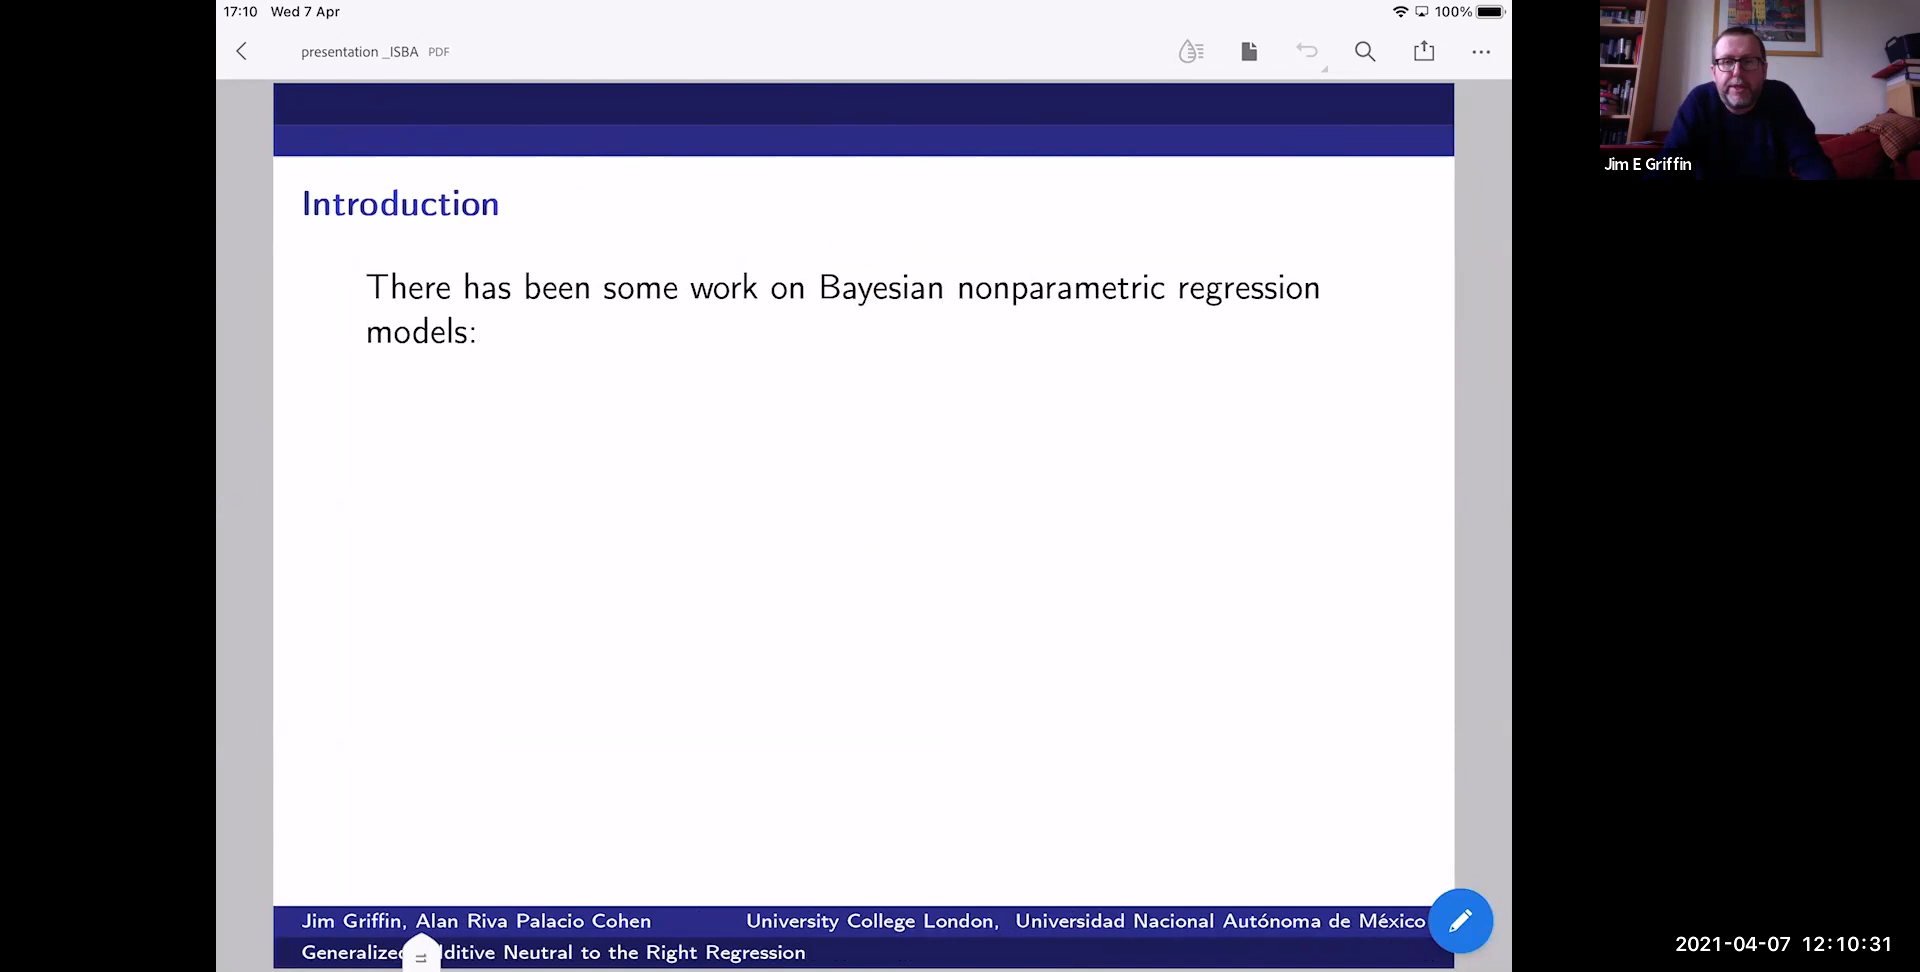 17:10 Wed 7 Apr
100%
presentation _ISBA PDF
Jim E Griffin
Introduction
There has been some work on Bayesian nonparametric regression
models:
Jim Griffin, Alan Riva Palacio Cohen University College London, Universidad Nacional Autónoma de México
Additive Neutral to the Right Regression
2021-04-07 12:10:31